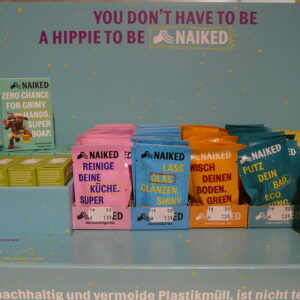 YOU DON'T HAVE TO BE
A HIPPIE TO BE NAIKED
NAIKED
ZERO CHANCE
FOR GRIMY
HANDS.
SUPER
SOAP.
NAIKED
REINIGE
DEINE
KÜCHE.
SUPER
NAIKED
LASS
GLAS
GLÄNZEN.
SHINY
NAIKED
WISCH
DEINEN
BODEN.
GREEN
NAIKED
PUTZ
DEIN
BAD.
ECO
NAIKED
NAIKED
nachhaltig und vermeide Plastikmüll, ist nicht